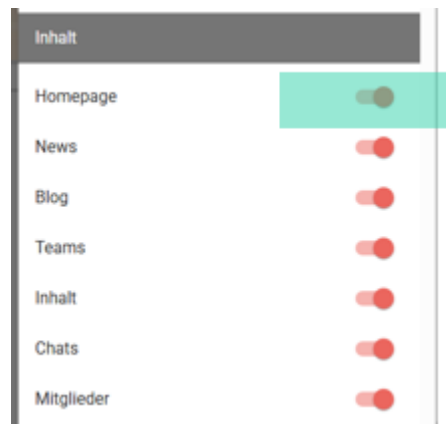 Inhalt
Homepage
News
Blog
Teams
Inhalt
Chats
Mitglieder